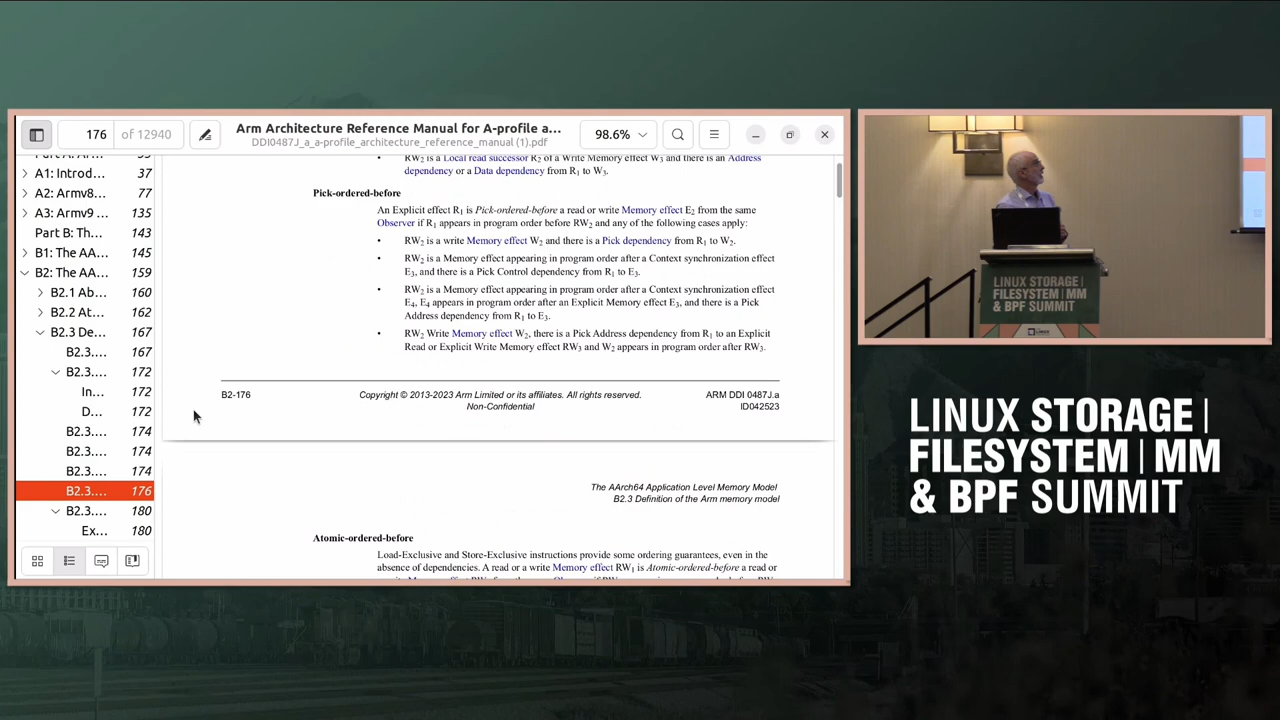 176 of 12940
Arm Architecture Reference Manual for A-profile a...
DDI0487J_a_a-profile_architecture_reference_manual (1).pdf
98.6%
A1: Introd... 37
A2: Armv8... 77
A3: Armv9 ... 135
Part B: Th... 143
B1: The AA... 145
B2: The AA... 159
B2.1 Ab... 160
B2.2 At... 162
B2.3 De... 167
B2.3.... 167
B2.3.... 172
In... 172
D... 172
B2.3.... 174
B2.3.... 174
B2.3.... 174
B2.3.... 176
B2.3.... 180
Ex... 180
• RW2 is a Local read successor R2 of a Write Memory effect W3 and there is an Address
dependency or a Data dependency from R1 to W3.
Pick-ordered-before
An Explicit effect R1 is Pick-ordered-before a read or write Memory effect E2 from the same
Observer if R1 appears in program order before RW2 and any of the following cases apply:
• RW2 is a write Memory effect W2 and there is a Pick dependency from R1 to W2.
• RW2 is a Memory effect appearing in program order after a Context synchronization effect
E3, and there is a Pick Control dependency from R1 to E3.
• RW2 is a Memory effect appearing in program order after a Context synchronization effect
E4, E4 appears in program order after an Explicit Memory effect E3, and there is a Pick
Address dependency from R1 to E3.
• RW2 Write Memory effect W2, there is a Pick Address dependency from R1 to an Explicit
Read or Explicit Write Memory effect RW3 and W2 appears in program order after RW3.
B2-176 Copyright © 2013-2023 Arm Limited or its affiliates. All rights reserved. ARM DDI 0487J.a
Non-Confidential ID042523
The AArch64 Application Level Memory Model
B2.3 Definition of the Arm memory model
Atomic-ordered-before
Load-Exclusive and Store-Exclusive instructions provide some ordering guarantees, even in the
absence of dependencies. A read or a write Memory effect RW1 is Atomic-ordered-before a read or
LINUX STORAGE
FILESYSTEM | MM
& BPF SUMMIT
LINUX STORAGE |
FILESYSTEM | MM
& BPF SUMMIT